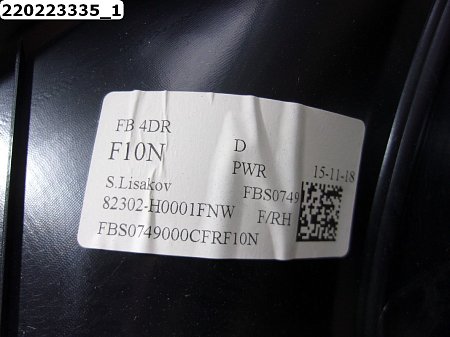 220223335_1
FB 4DR
F10N
D
PWR
15-11-18
S.Lisakov
FBS0749
82302-H0001FNW
F/RH
FBS0749000CFRF10N